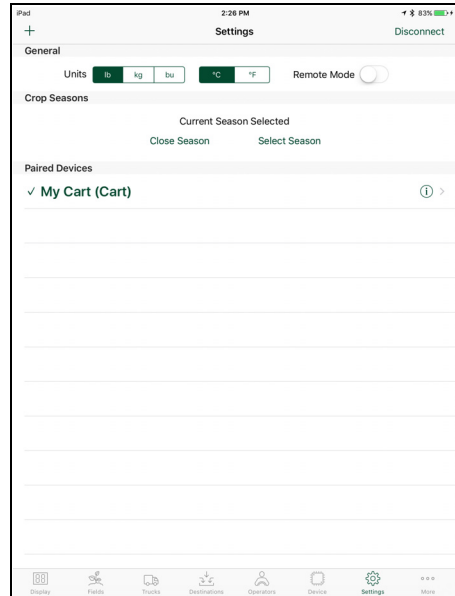 iPad 2:26 PM 83%
+ Settings Disconnect
General
Units lb kg bu °C °F Remote Mode
Crop Seasons
Current Season Selected
Close Season Select Season
Paired Devices
✓ My Cart (Cart) i >
88
Display Fields Trucks Destinations Operators Device Settings More